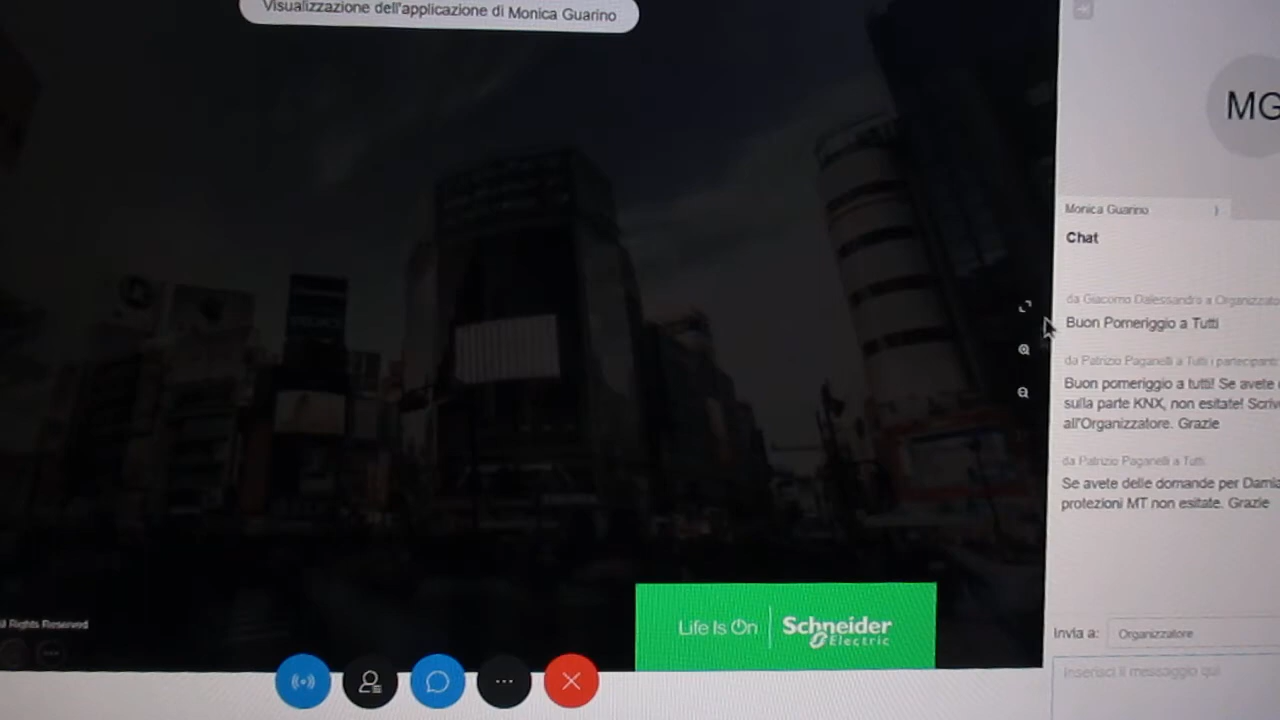 Visualizzazione dell'applicazione di Monica Guarino
MG
Monica Guarino
Chat
da Giacomo Dalessandro a Organizzato
Buon Pomeriggio a Tutti
da Patrizio Paganelli a Tutti i partecipanti:
Buon pomeriggio a tutti! Se avete
sulla parte KNX, non esitate! Scriv
all'Organizzatore. Grazie
da Patrizio Paganelli a Tutti:
Se avete delle domande per Damia
protezioni MT non esitate. Grazie
Rights Reserved
Life Is On
Schneider
Electric
Invia a:
Organizzatore
Inserisci il messaggio qui